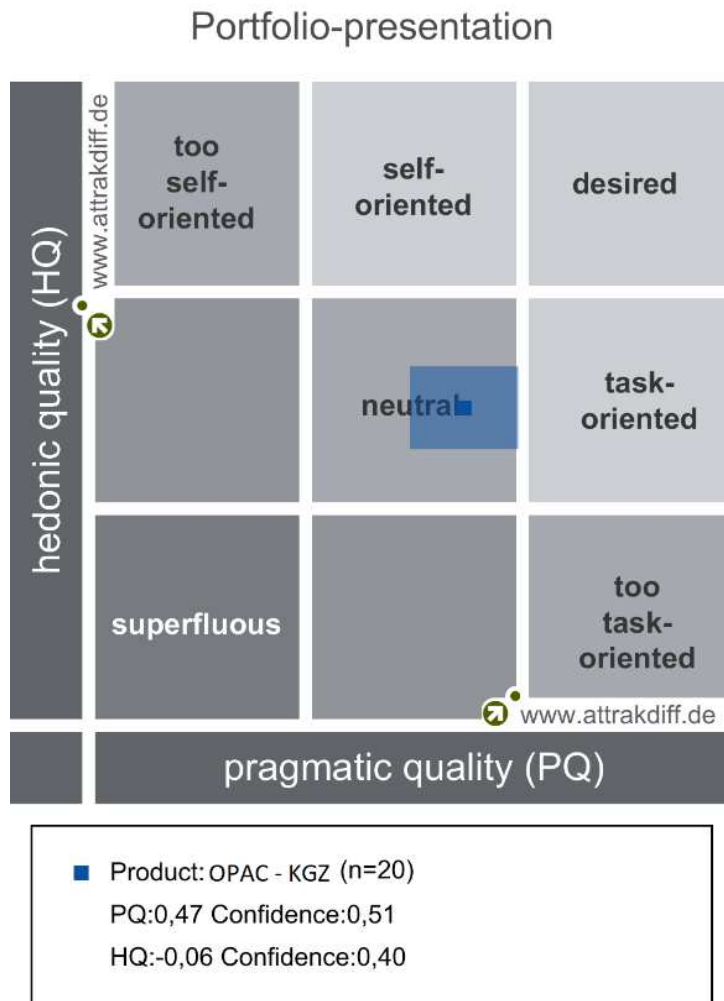 Portfolio-presentation
www.attrakdiff.de
hedonic quality (HQ)
too
self-
oriented
self-
oriented
desired
neutral
task-
oriented
superfluous
too
task-
oriented
www.attrakdiff.de
pragmatic quality (PQ)
Product: OPAC - KGZ (n=20)
PQ:0,47 Confidence:0,51
HQ:-0,06 Confidence:0,40